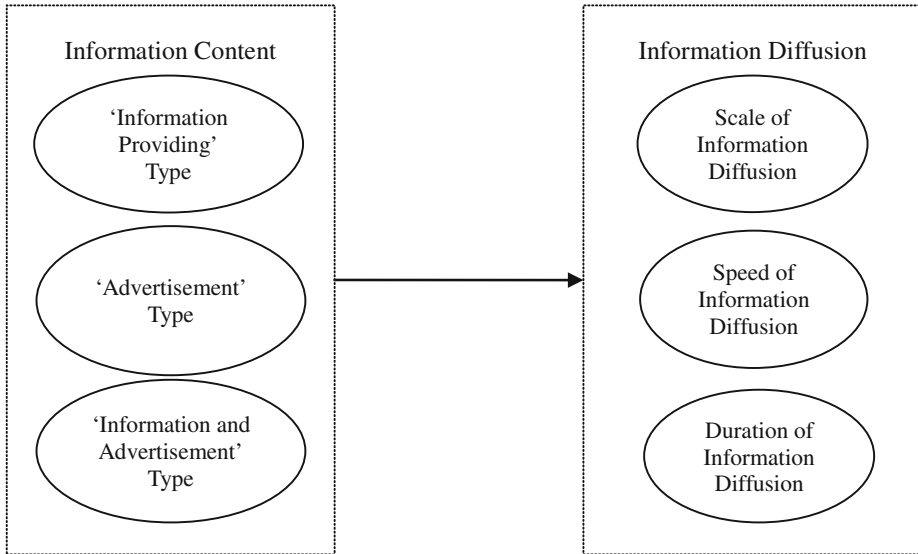 Information Content
‘Information
Providing’
Type
‘Advertisement’
Type
‘Information and
Advertisement’
Type
Information Diffusion
Scale of
Information
Diffusion
Speed of
Information
Diffusion
Duration of
Information
Diffusion